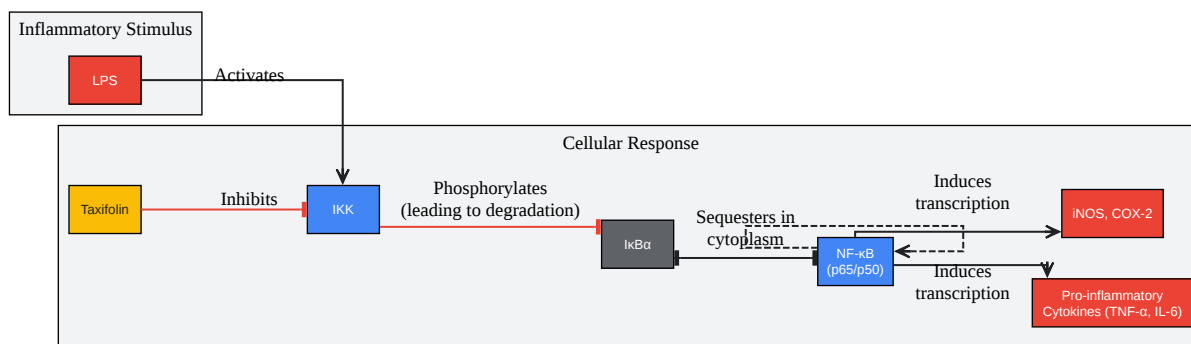 Inflammatory Stimulus
LPS
Activates
Cellular Response
Taxifolin
Inhibits
IKK
Phosphorylates
(leading to degradation)
IκBα
Sequesters in
cytoplasm
NF-κB
(p65/p50)
Induces
transcription
iNOS, COX-2
Induces
transcription
Pro-inflammatory
Cytokines (TNF-α, IL-6)